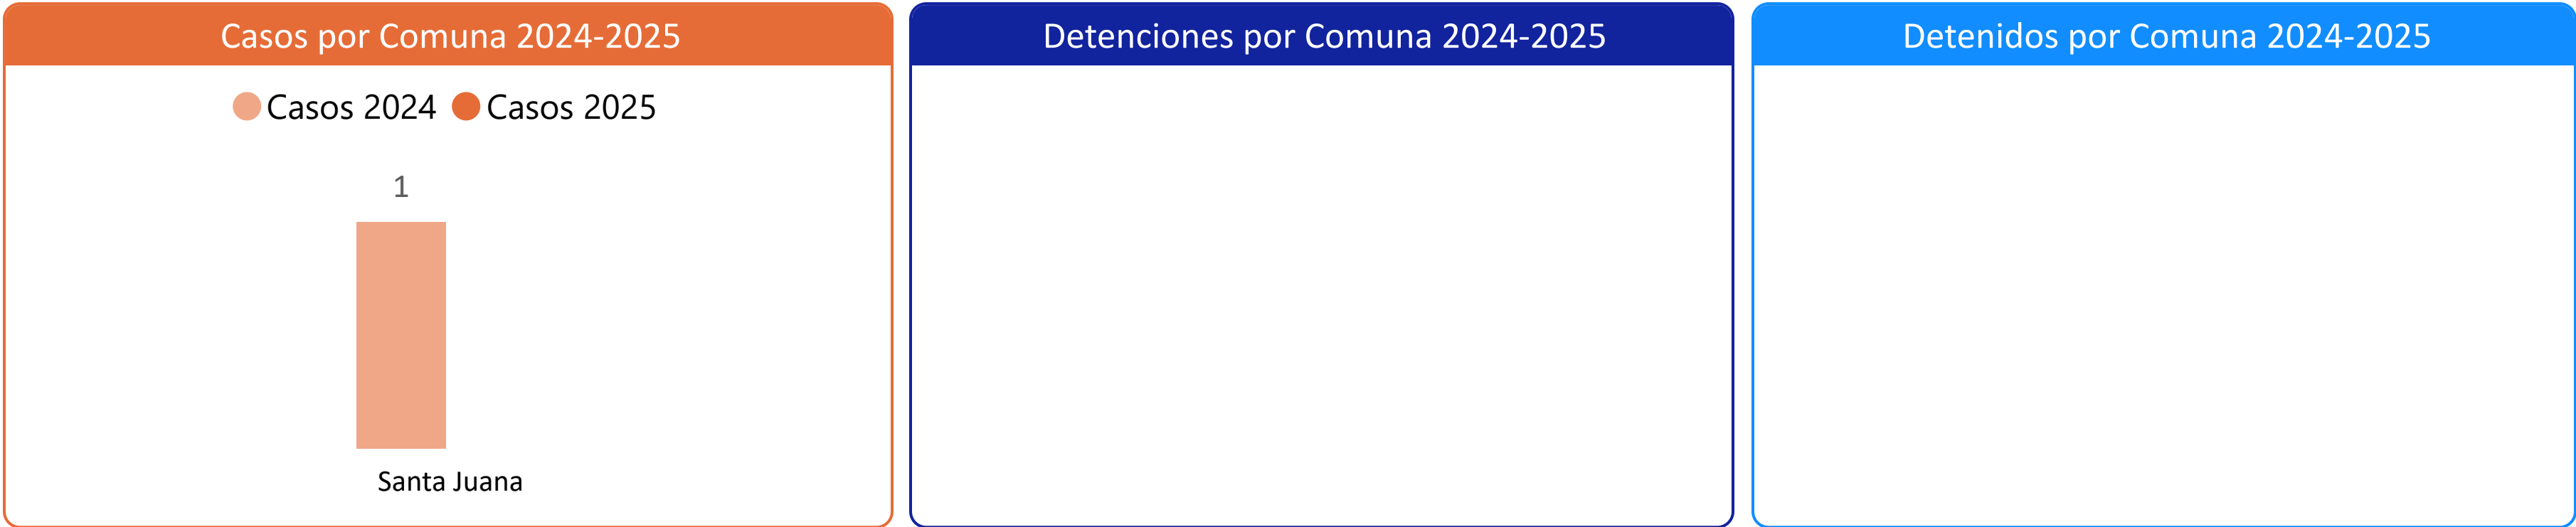 Casos por Comuna 2024-2025
Casos 2024 Casos 2025
1
Santa Juana
Detenciones por Comuna 2024-2025
Detenidos por Comuna 2024-2025